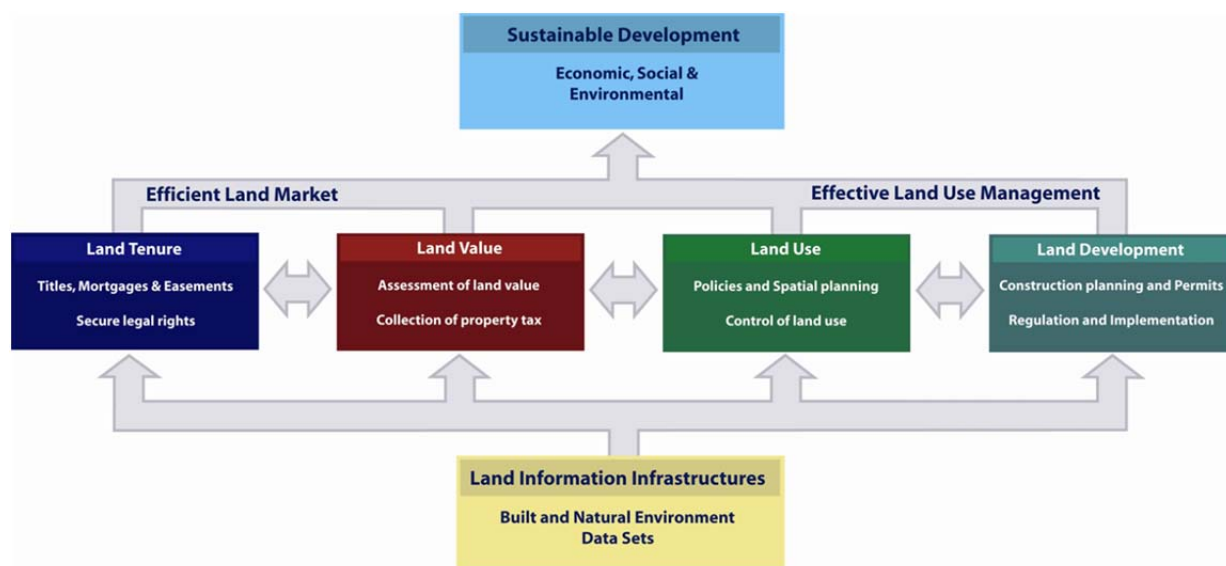 Sustainable Development
Economic, Social &
Environmental
Efficient Land Market
Effective Land Use Management
Land Tenure
Titles, Mortgages & Easements
Secure legal rights
Land Value
Assessment of land value
Collection of property tax
Land Use
Policies and Spatial planning
Control of land use
Land Development
Construction planning and Permits
Regulation and Implementation
Land Information Infrastructures
Built and Natural Environment
Data Sets